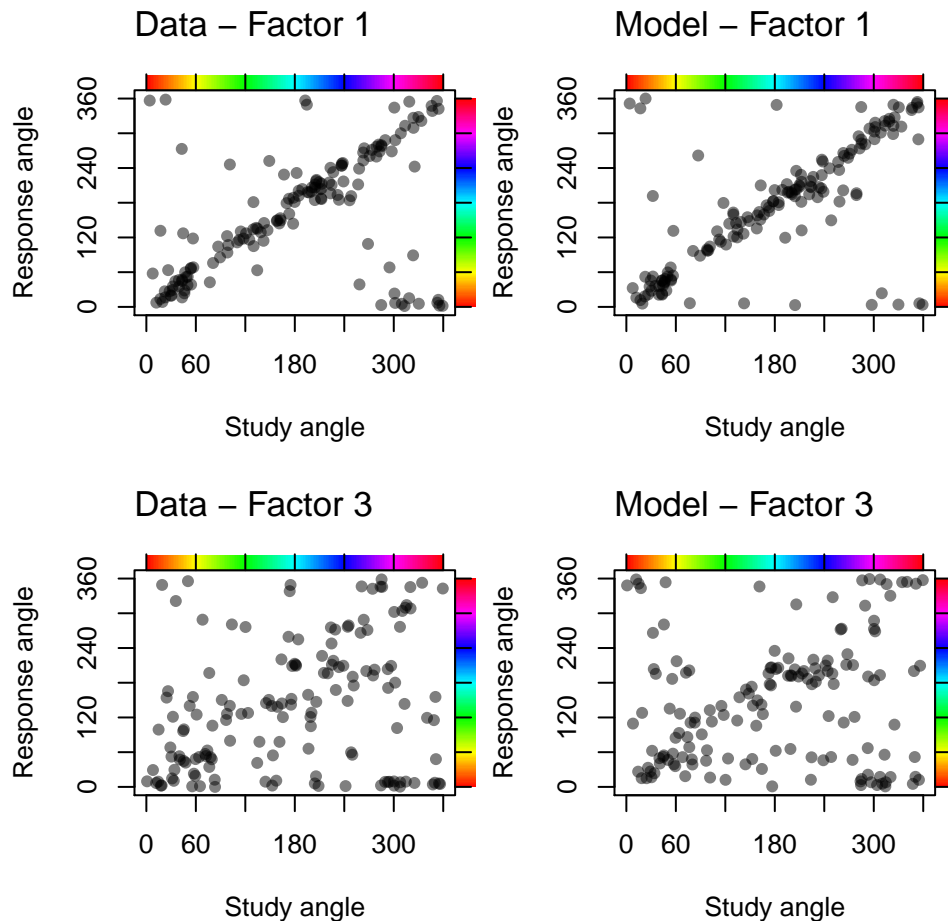 Data – Factor 1
Response angle
0 120 240 360
0 60 180 300
Study angle
Model – Factor 1
Response angle
0 120 240 360
0 60 180 300
Study angle
Data – Factor 3
Response angle
0 120 240 360
0 60 180 300
Study angle
Model – Factor 3
Response angle
0 120 240 360
0 60 180 300
Study angle